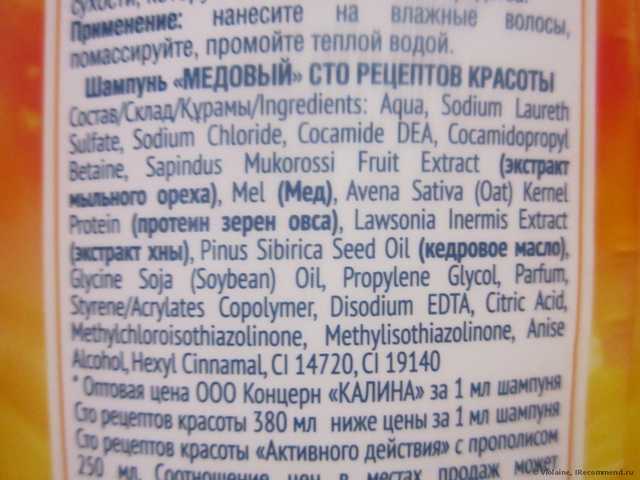 сухости,
Применение: нанесите на влажные волосы,
помассируйте, промойте теплой водой.
Шампунь «МЕДОВЫЙ» СТО РЕЦЕПТОВ КРАСОТЫ
Состав/Склад/Құрамы/Ingredients: Aqua, Sodium Laureth
Sulfate, Sodium Chloride, Cocamide DEA, Cocamidopropyl
Betaine, Sapindus Mukorossi Fruit Extract (экстракт
мыльного ореха), Mel (Мед), Avena Sativa (Oat) Kernel
Protein (протеин зерен овса), Lawsonia Inermis Extract
(экстракт хны), Pinus Sibirica Seed Oil (кедровое масло),
Glycine Soja (Soybean) Oil, Propylene Glycol, Parfum,
Styrene/Acrylates Copolymer, Disodium EDTA, Citric Acid,
Methylchloroisothiazolinone, Methylisothiazolinone, Anise
Alcohol, Hexyl Cinnamal, CI 14720, CI 19140
* Оптовая цена ООО Концерн «КАЛИНА» за 1 мл шампуня
Сто рецептов красоты 380 мл ниже цены за 1 мл шампуня
Сто рецептов красоты «Активного действия» с прополисом
250 мл. Соотношение цен в местах продаж может
© Violaine, IRecommend.ru